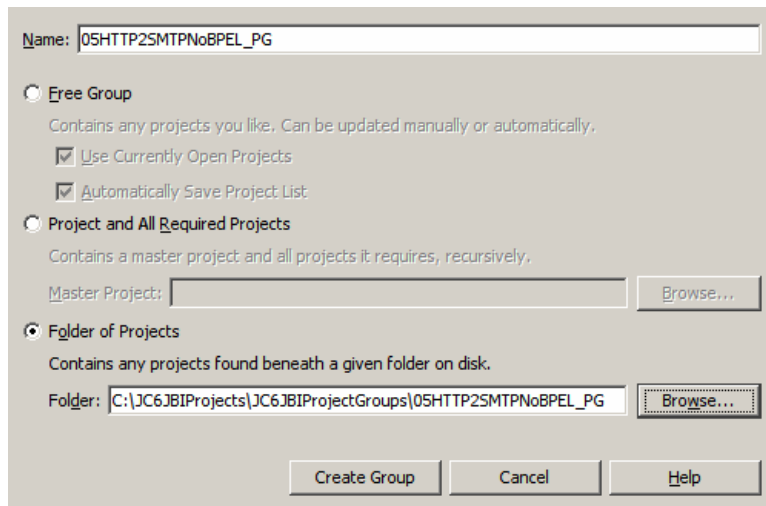 Name: 05HTTP2SMTPNoBPEL_PG
Free Group
Contains any projects you like. Can be updated manually or automatically.
Use Currently Open Projects
Automatically Save Project List
Project and All Required Projects
Contains a master project and all projects it requires, recursively.
Master Project: Browse...
Folder of Projects
Contains any projects found beneath a given folder on disk.
Folder: C:\JC6JBIProjects\JC6JBIProjectGroups\05HTTP2SMTPNoBPEL_PG Browse...
Create Group Cancel Help